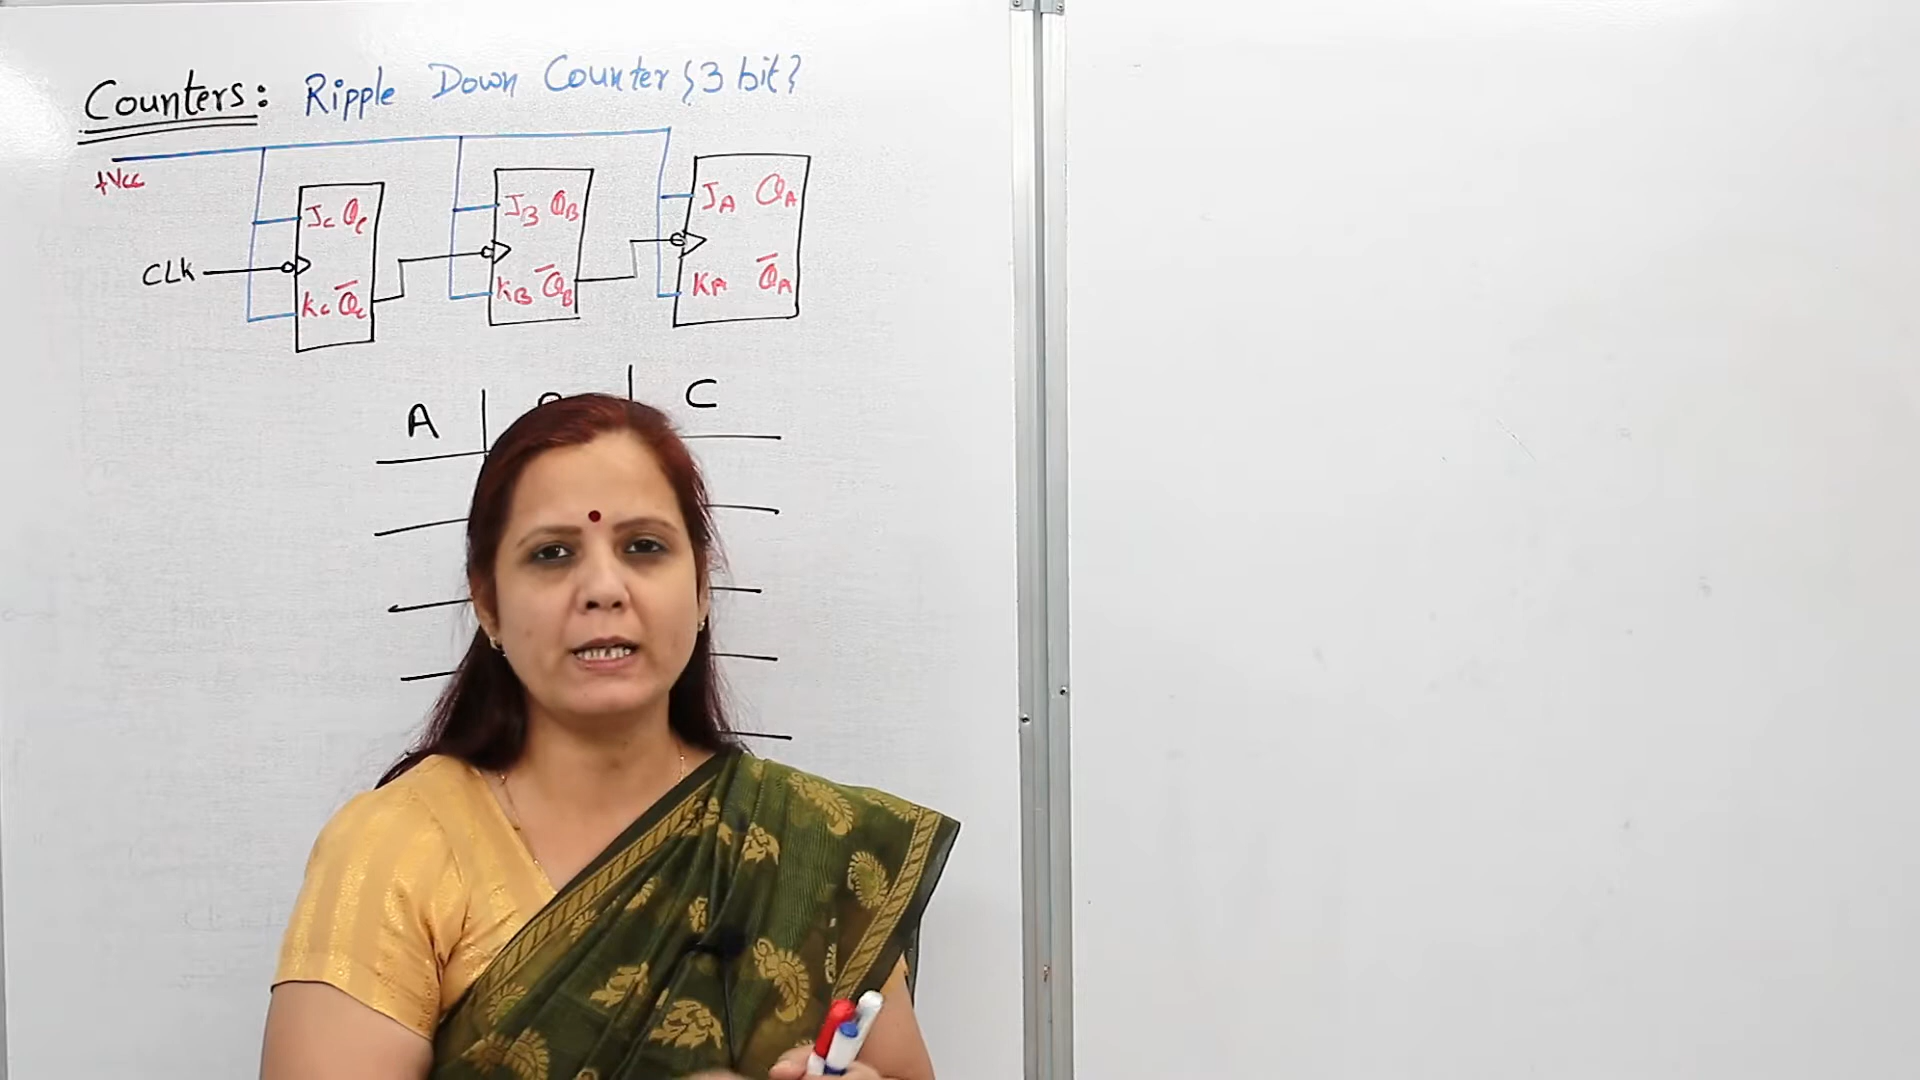 Counters: Ripple Down Counter {3 bit}
+Vcc
JC QC JB QB JA QA
CLK
KC Q̅C KB Q̅B KA Q̅A
A C